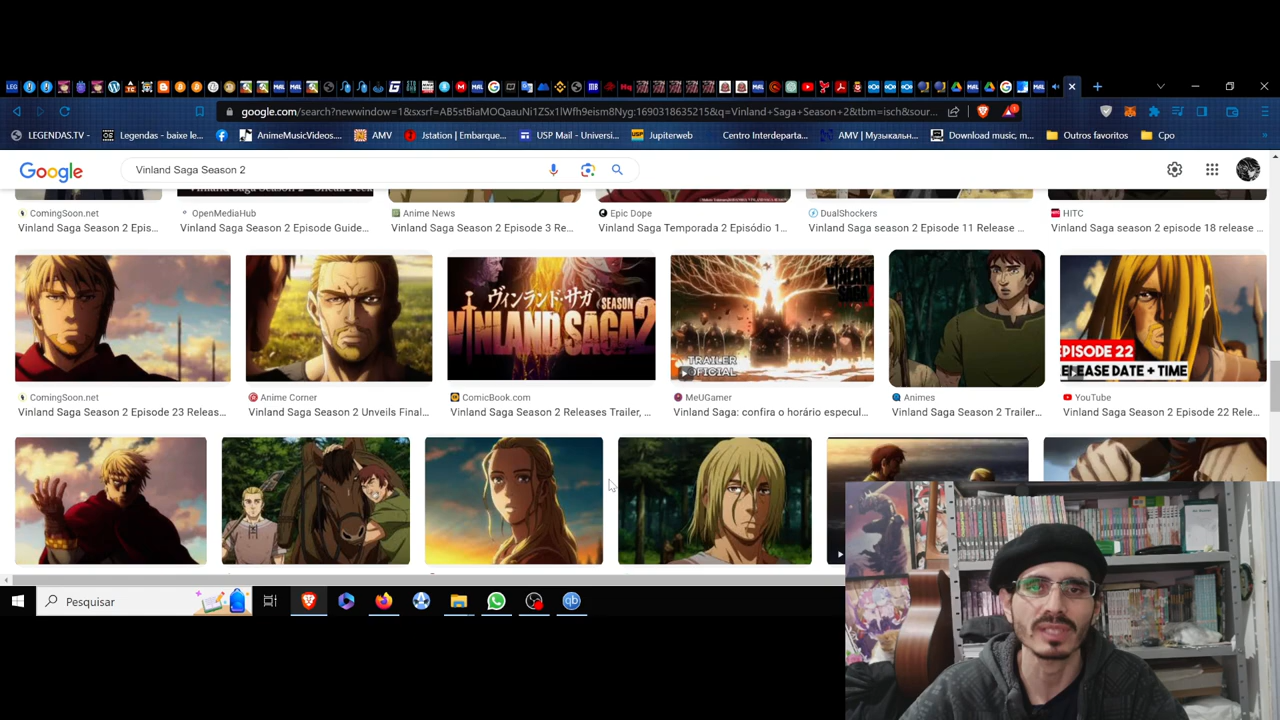 google.com/search?newwindow=1&sxsrf=AB5stBiaMOQaauNi1ZSx1lWfh9eism8Nyg:1690318635215&q=Vinland+Saga+Season+2&tbm=isch&sour...
LEGENDAS.TV - Legendas - baixe le... AnimeMusicVideos.... AMV Jstation | Embarque... USP Mail - Universi... Jupiterweb Centro Interdeparta... AMV | Музыкальн... Download music, m... Outros favoritos Cpo
Google
Vinland Saga Season 2
ComingSoon.net
Vinland Saga Season 2 Epis...
OpenMediaHub
Vinland Saga Season 2 Episode Guide...
Anime News
Vinland Saga Season 2 Episode 3 Re...
Epic Dope
Vinland Saga Temporada 2 Episódio 1...
DualShockers
Vinland Saga season 2 Episode 11 Release ...
HITC
Vinland Saga season 2 episode 18 release ...
ヴィンランド・サガ
SEASON
VINLAND SAGA 2
TRAILER
OFICIAL
EPISODE 22
RELEASE DATE + TIME
ComingSoon.net
Vinland Saga Season 2 Episode 23 Releas...
Anime Corner
Vinland Saga Season 2 Unveils Final...
ComicBook.com
Vinland Saga Season 2 Releases Trailer, ...
MeUGamer
Vinland Saga: confira o horário especul...
Animes
Vinland Saga Season 2 Trailer...
YouTube
Vinland Saga Season 2 Episode 22 Rele...
Pesquisar